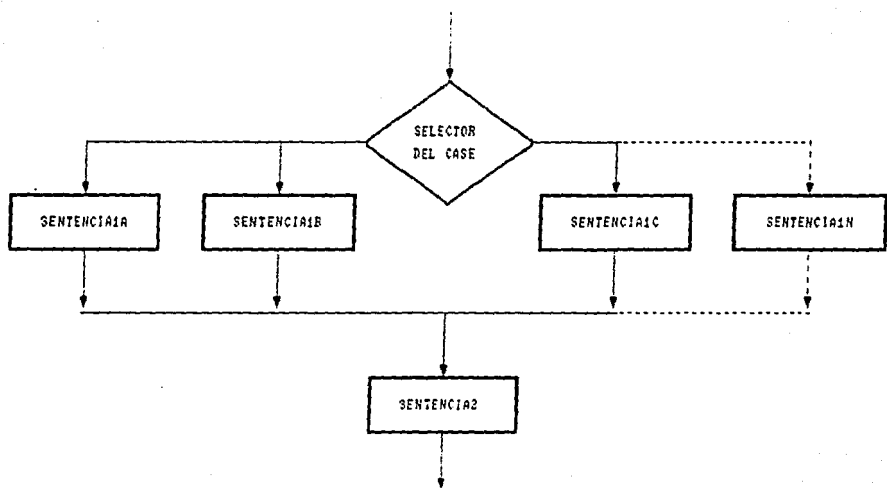 SELECTOR
DEL CASE
SENTENCIA1A
SENTENCIA1B
SENTENCIA1C
SENTENCIA1N
SENTENCIA2